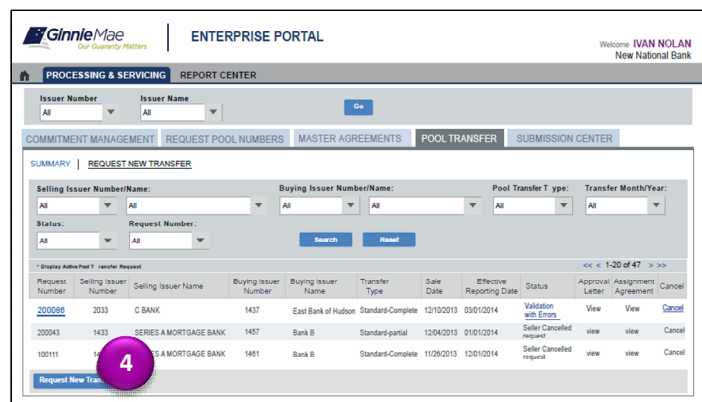 GinnieMae
Our Guaranty Matters
ENTERPRISE PORTAL
Welcome IVAN NOLAN
New National Bank
PROCESSING & SERVICING REPORT CENTER
Issuer Number Issuer Name
All All Go
COMMITMENT MANAGEMENT REQUEST POOL NUMBERS MASTER AGREEMENTS POOL TRANSFER SUBMISSION CENTER
SUMMARY | REQUEST NEW TRANSFER
Selling Issuer Number/Name: Buying Issuer Number/Name: Pool Transfer T ype: Transfer Month/Year:
All All All All All All
Status: Request Number:
All All Search Reset
* Display Active Pool T ransfer Request << < 1-20 of 47 > >>
Request Number Selling Issuer Number Selling Issuer Name Buying Issuer Number Buying Issuer Name Transfer Type Sale Date Effective Reporting Date Status Approval Letter Assignment Agreement Cancel
200086 2033 C BANK 1437 East Bank of Hudson Standard-Complete 12/10/2013 03/01/2014 Validation with Errors View View Cancel
200043 1433 SERIES A MORTGAGE BANK 1457 Bank B Standard-partial 12/04/2013 01/01/2014 Seller Cancelled request view view Cancel
100111 A MORTGAGE BANK 1461 Bank B Standard-Complete 11/26/2013 12/01/2014 Seller Cancelled request view view Cancel
4
Request New